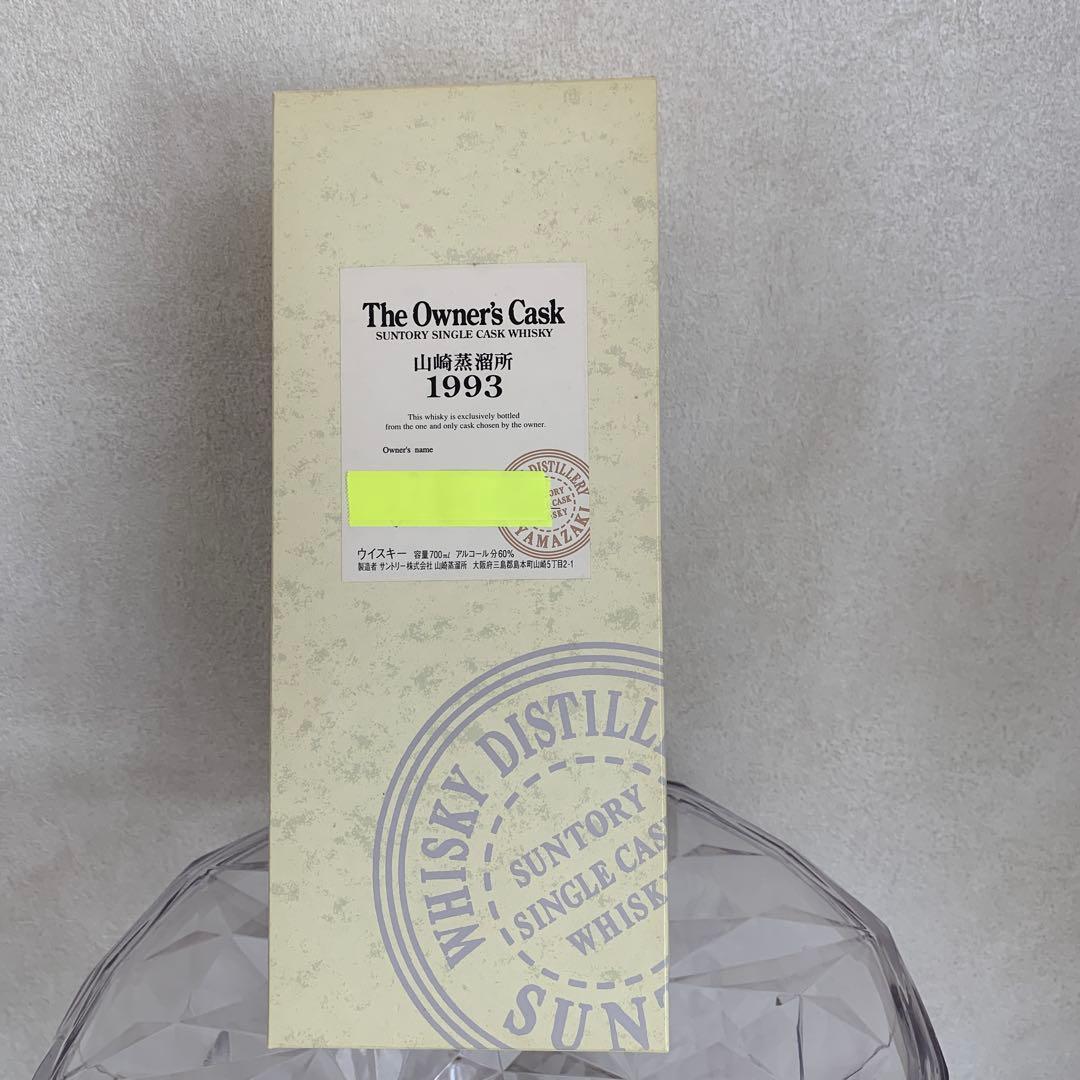 The Owner's Cask
SUNTORY SINGLE CASK WHISKY
山崎蒸溜所
1993
This whisky is exclusively bottled
from the one and only cask chosen by the owner.
Owner's name
DISTILLERY
YAMAZAKI
ウイスキー 容量700ml アルコール分60%
製造者 サントリー株式会社 山崎蒸溜所 大阪府三島郡島本町山崎5丁目2-1
WHISKY DISTILL
SUNTORY
SINGLE CAS
WHISK
SUN